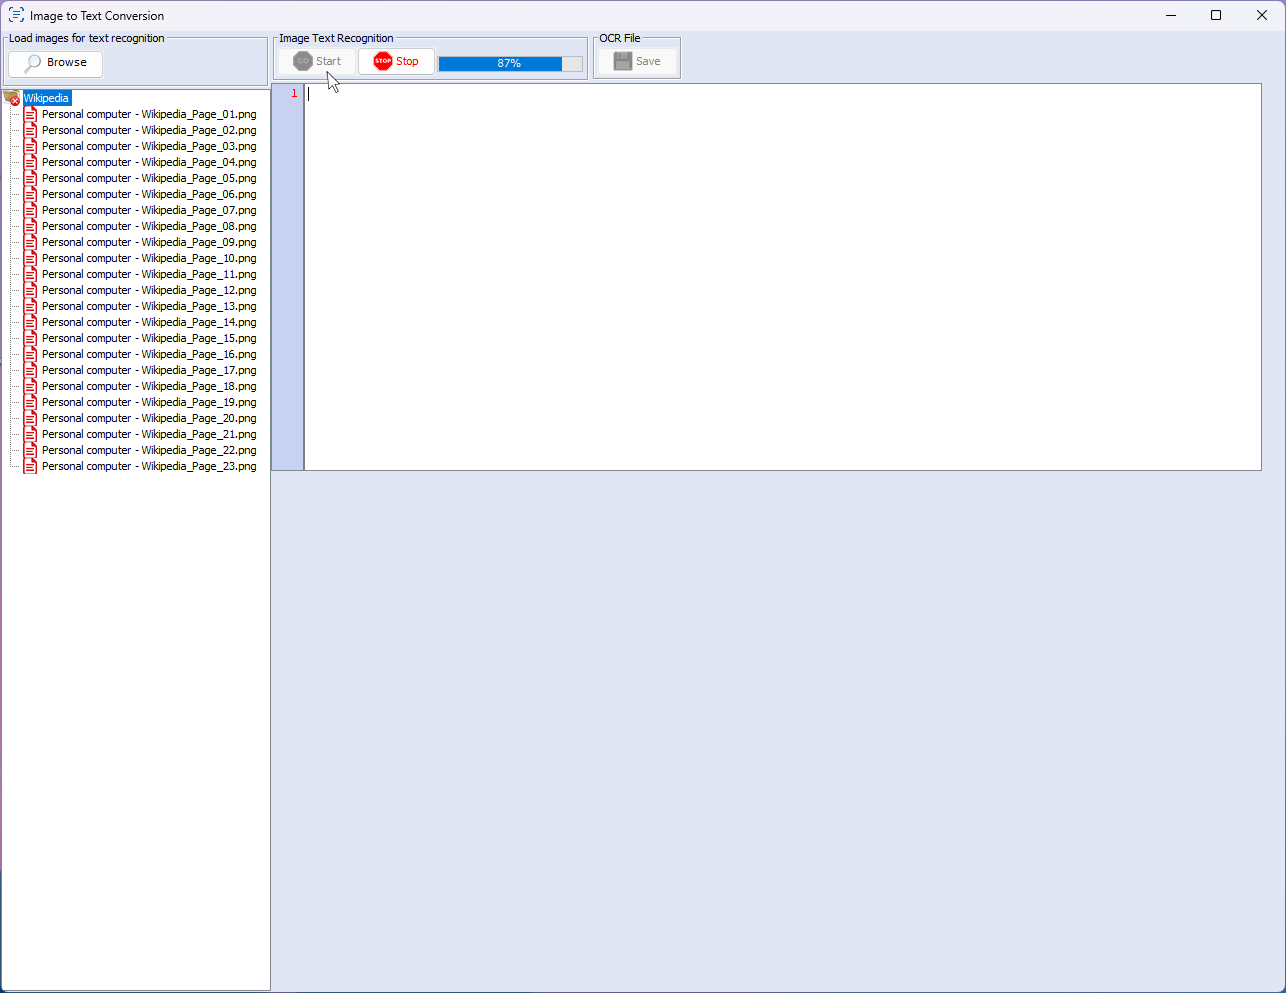 Image to Text Conversion
Load images for text recognition
Browse
Image Text Recognition
GO Start
STOP Stop
87%
OCR File
Save
Wikipedia
Personal computer - Wikipedia_Page_01.png
Personal computer - Wikipedia_Page_02.png
Personal computer - Wikipedia_Page_03.png
Personal computer - Wikipedia_Page_04.png
Personal computer - Wikipedia_Page_05.png
Personal computer - Wikipedia_Page_06.png
Personal computer - Wikipedia_Page_07.png
Personal computer - Wikipedia_Page_08.png
Personal computer - Wikipedia_Page_09.png
Personal computer - Wikipedia_Page_10.png
Personal computer - Wikipedia_Page_11.png
Personal computer - Wikipedia_Page_12.png
Personal computer - Wikipedia_Page_13.png
Personal computer - Wikipedia_Page_14.png
Personal computer - Wikipedia_Page_15.png
Personal computer - Wikipedia_Page_16.png
Personal computer - Wikipedia_Page_17.png
Personal computer - Wikipedia_Page_18.png
Personal computer - Wikipedia_Page_19.png
Personal computer - Wikipedia_Page_20.png
Personal computer - Wikipedia_Page_21.png
Personal computer - Wikipedia_Page_22.png
Personal computer - Wikipedia_Page_23.png
1